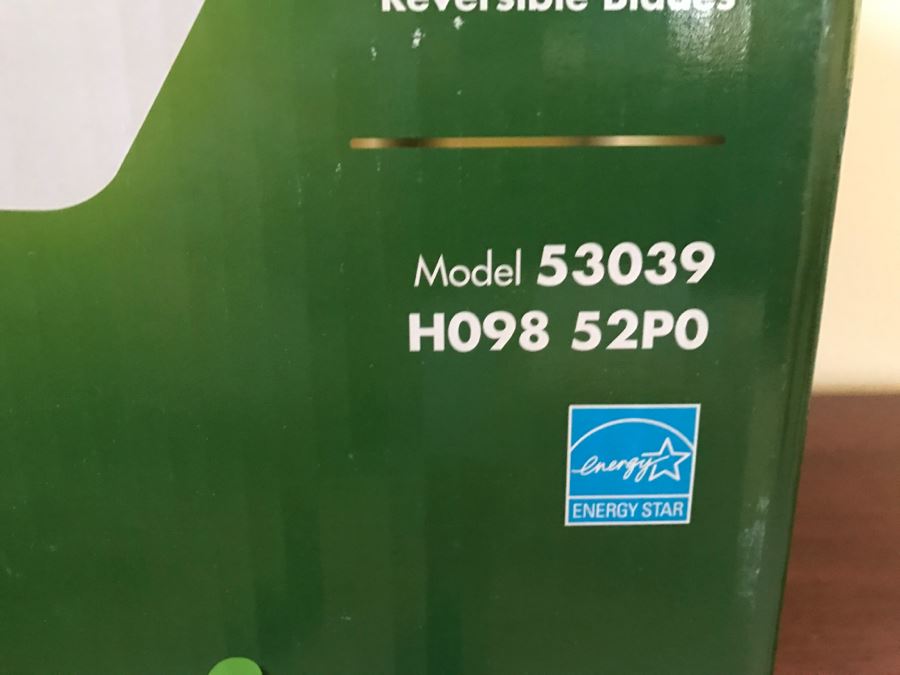 Reversible Blades
Model 53039
H098 52P0
energy
ENERGY STAR